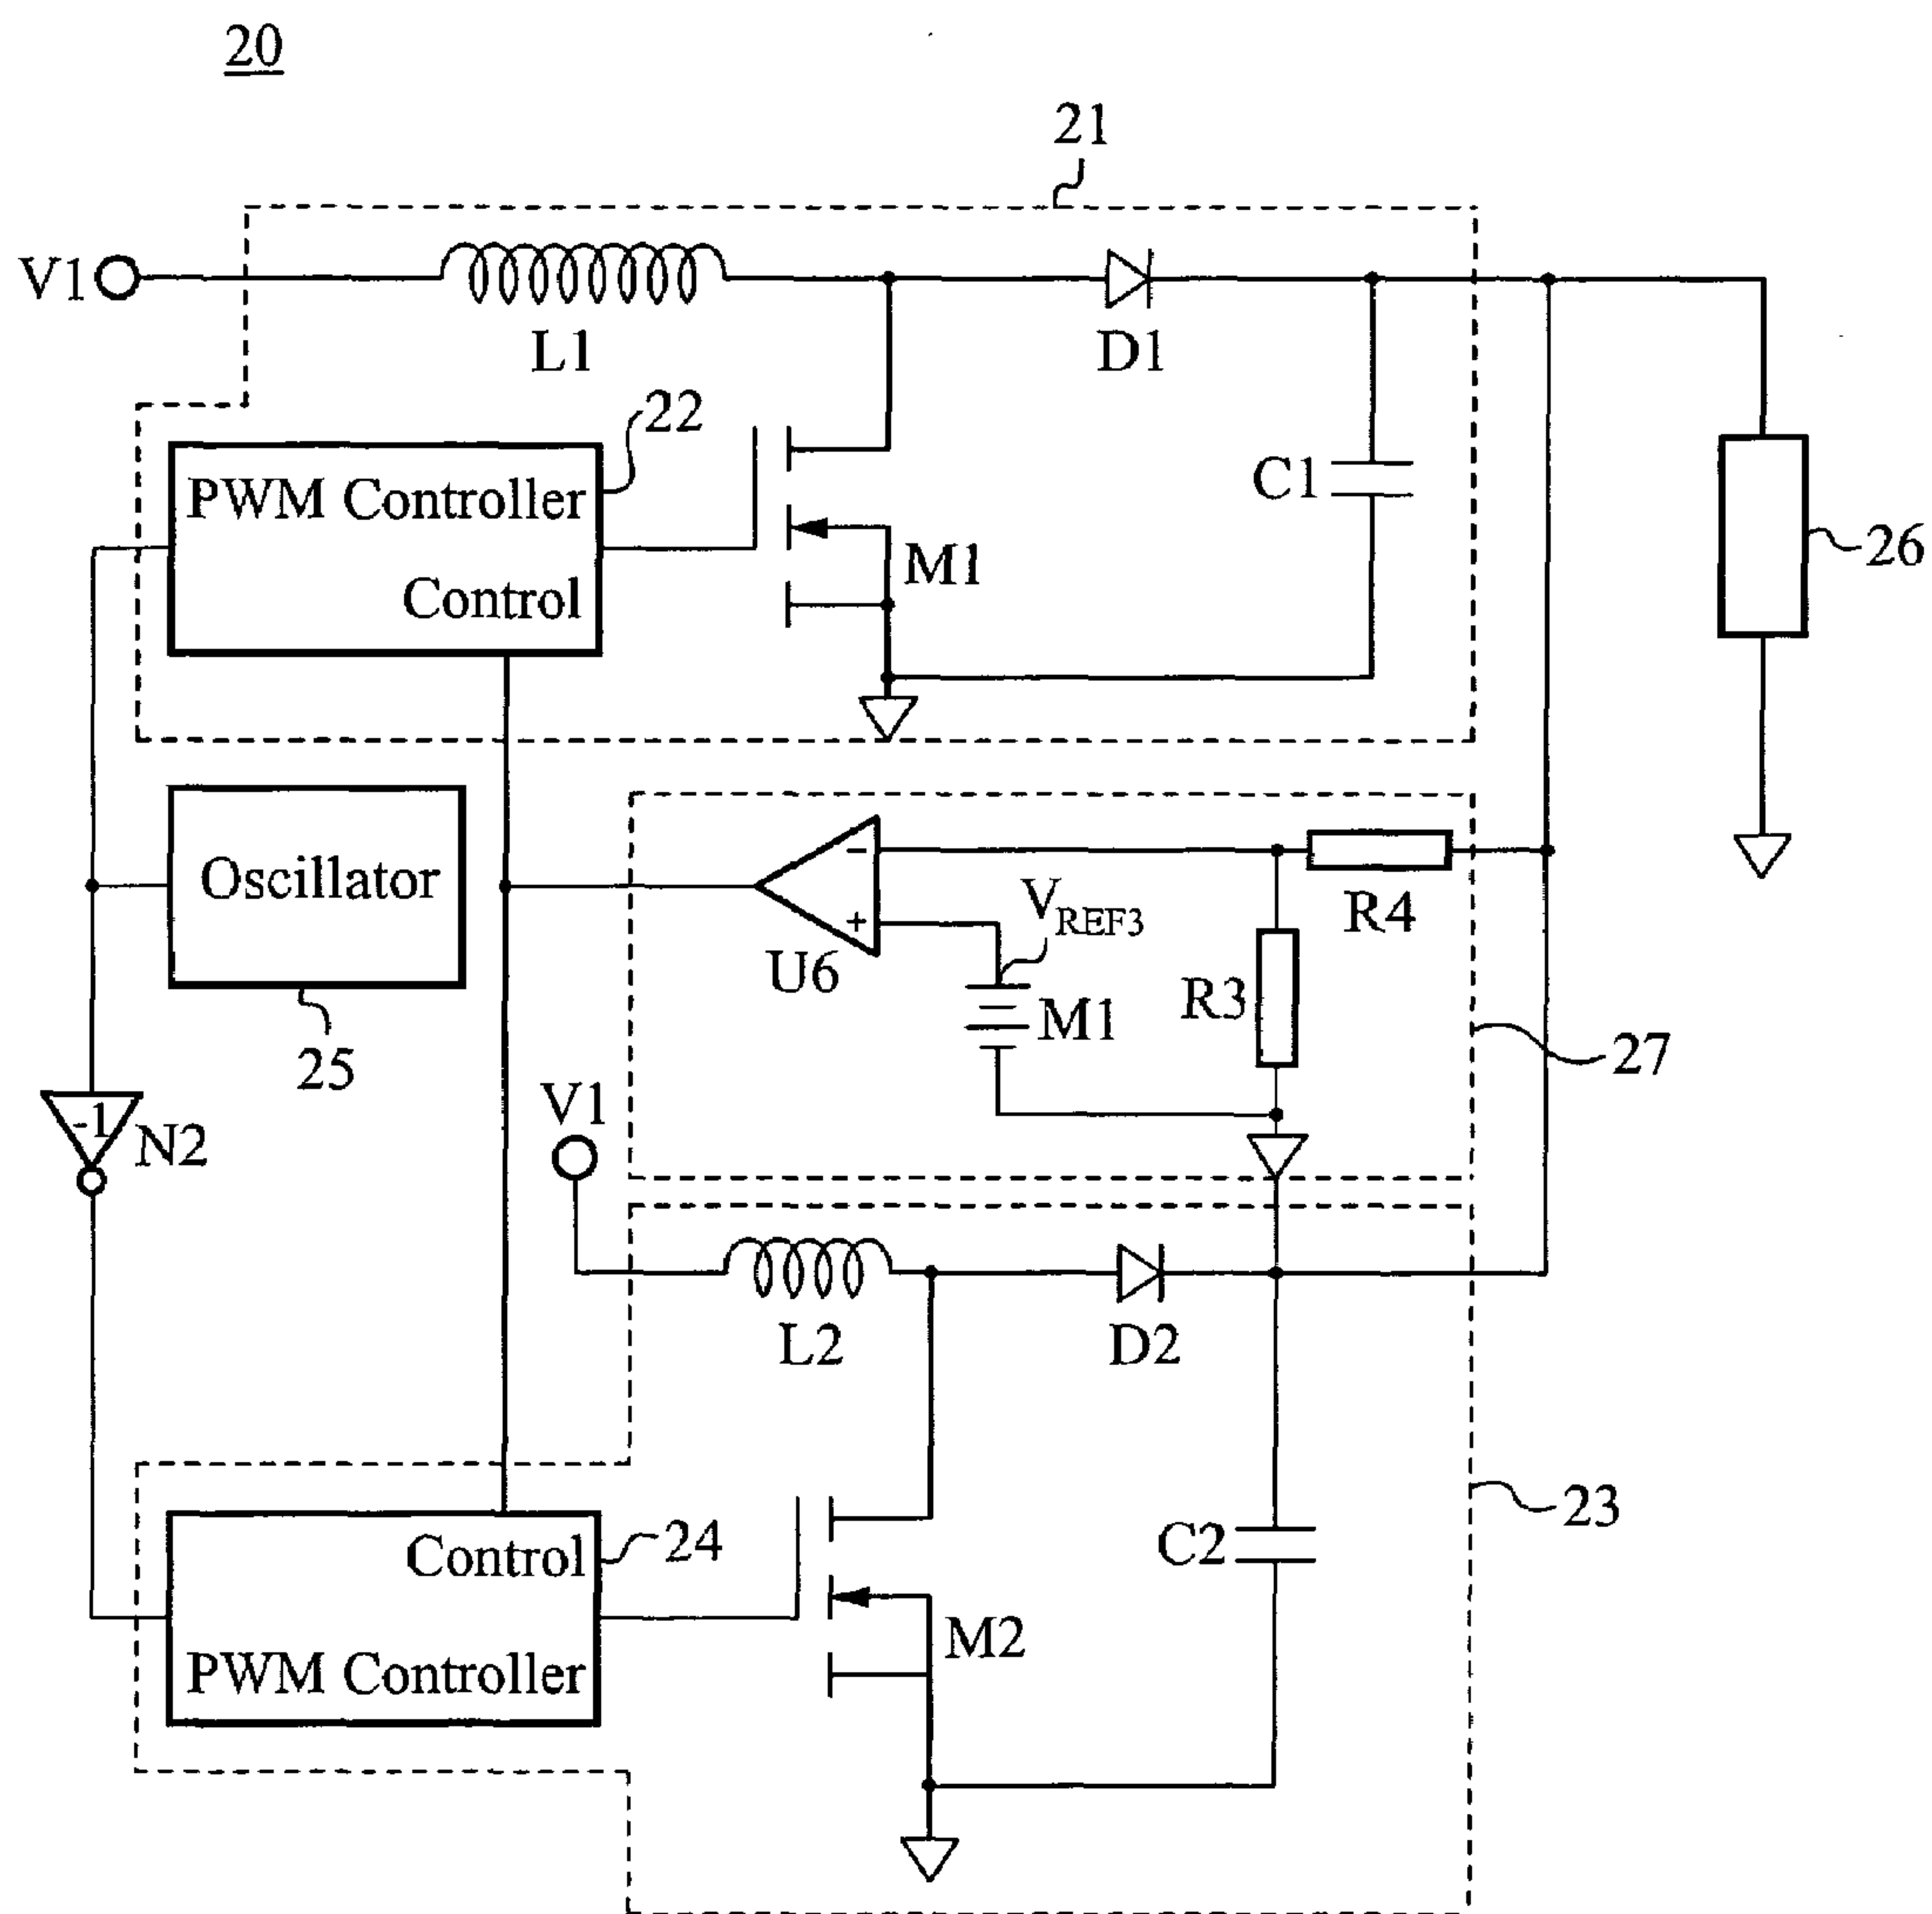 20
21
V1
L1
D1
22
PWM Controller
Control
M1
C1
26
Oscillator
25
U6
-
+
VREF3
M1
R3
R4
27
-1
N2
V1
L2
D2
Control
PWM Controller
24
M2
C2
23